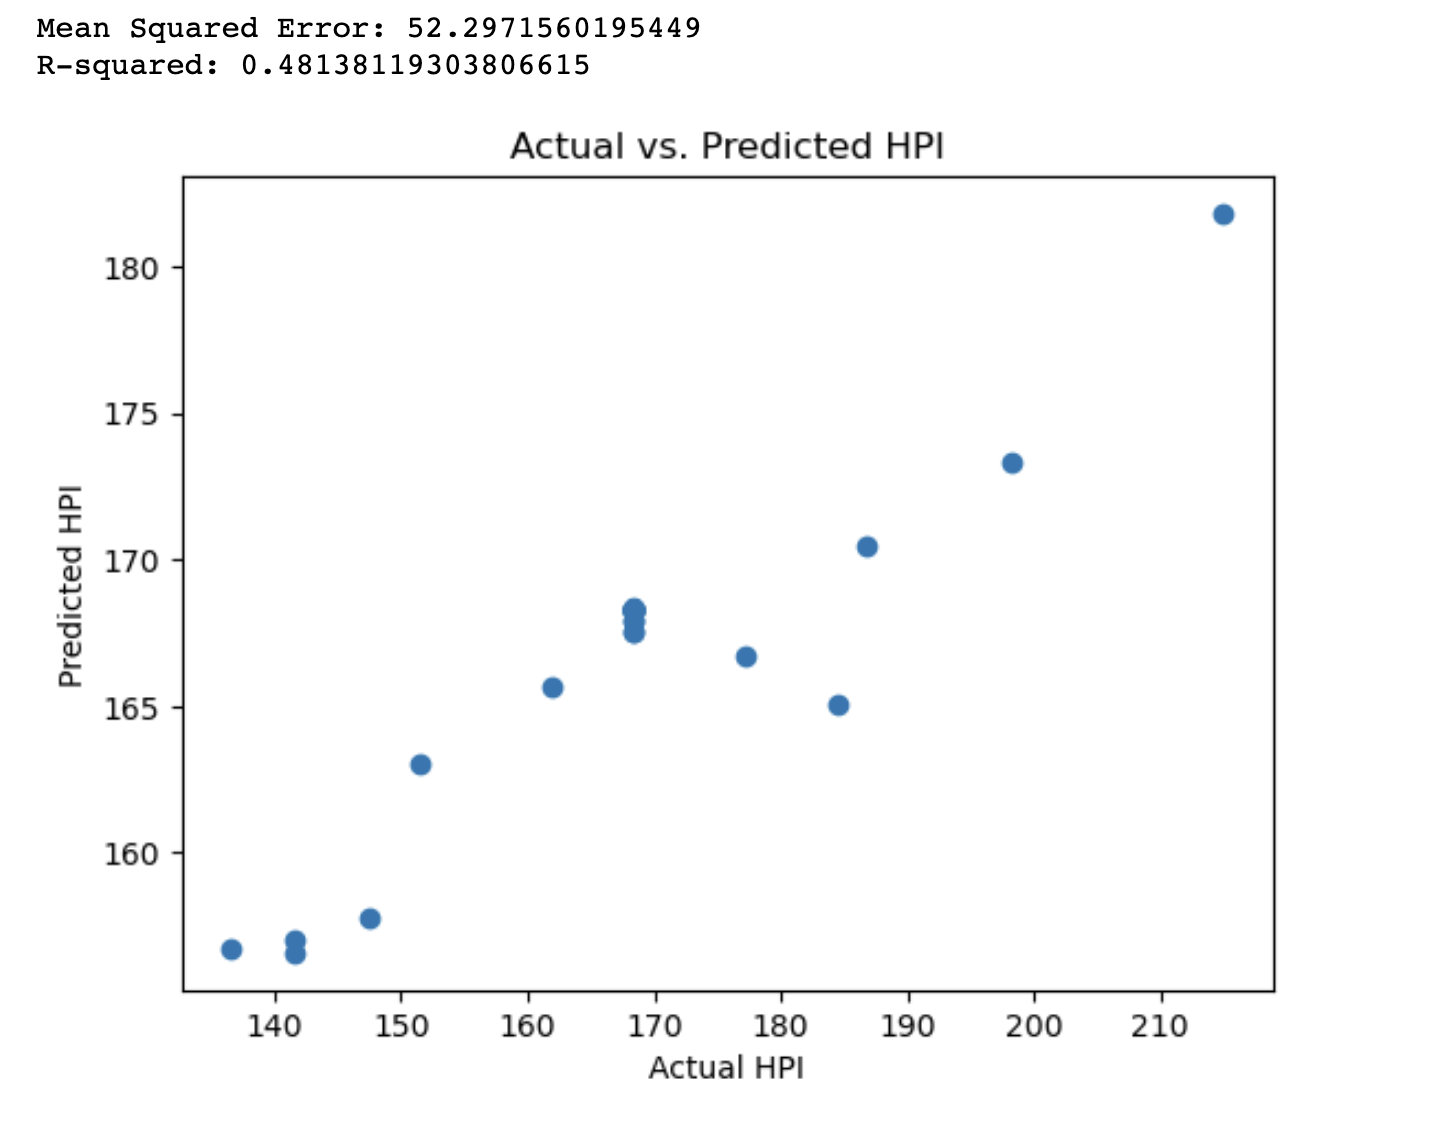 Mean Squared Error: 52.2971560195449
R-squared: 0.48138119303806615
Actual vs. Predicted HPI
Predicted HPI
180
175
170
165
160
140 150 160 170 180 190 200 210
Actual HPI